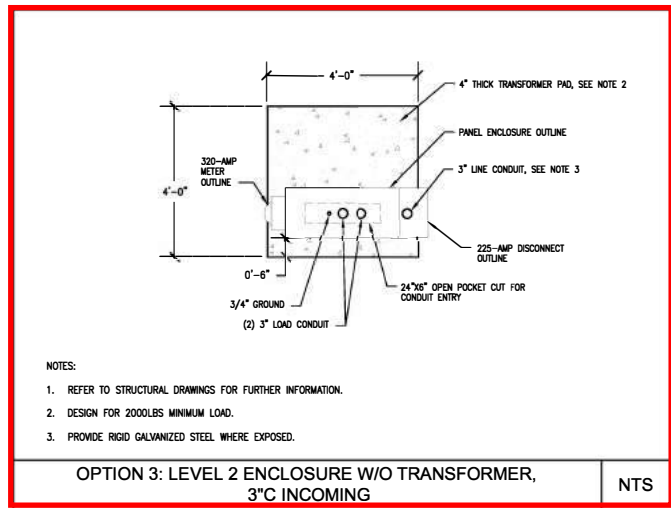 4'-0"
4" THICK TRANSFORMER PAD, SEE NOTE 2
PANEL ENCLOSURE OUTLINE
320-AMP
METER
OUTLINE
3" LINE CONDUIT, SEE NOTE 3
4'-0"
225-AMP DISCONNECT
OUTLINE
0'-6"
24"X6" OPEN POCKET CUT FOR
CONDUIT ENTRY
3/4" GROUND
(2) 3" LOAD CONDUIT
NOTES:
1. REFER TO STRUCTURAL DRAWINGS FOR FURTHER INFORMATION.
2. DESIGN FOR 2000LBS MINIMUM LOAD.
3. PROVIDE RIGID GALVANIZED STEEL WHERE EXPOSED.
OPTION 3: LEVEL 2 ENCLOSURE W/O TRANSFORMER,
3"C INCOMING
NTS